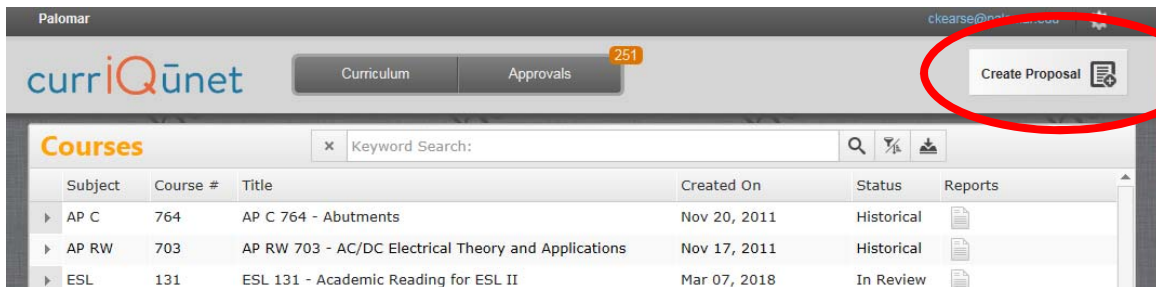 Palomar
curriQūnet
Curriculum
Approvals
251
Create Proposal
Courses
× Keyword Search:
Subject Course # Title Created On Status Reports
AP C 764 AP C 764 - Abutments Nov 20, 2011 Historical
AP RW 703 AP RW 703 - AC/DC Electrical Theory and Applications Nov 17, 2011 Historical
ESL 131 ESL 131 - Academic Reading for ESL II Mar 07, 2018 In Review